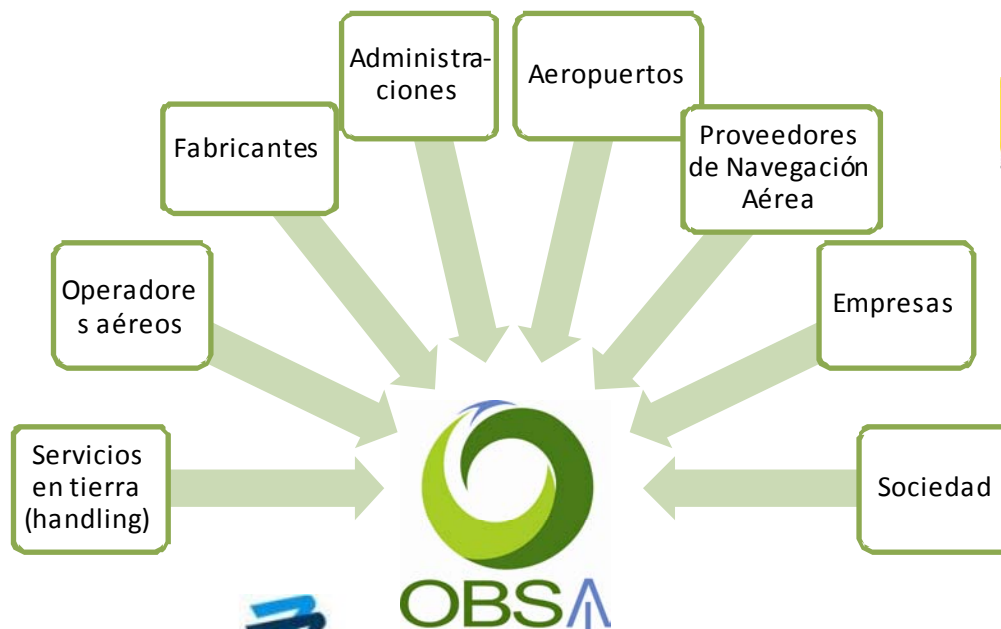 Administra-
ciones
Aeropuertos
Fabricantes
Proveedores
de Navegación
Aérea
Operadore
s aéreos
Empresas
Servicios
en tierra
(handling)
Sociedad
OBSA